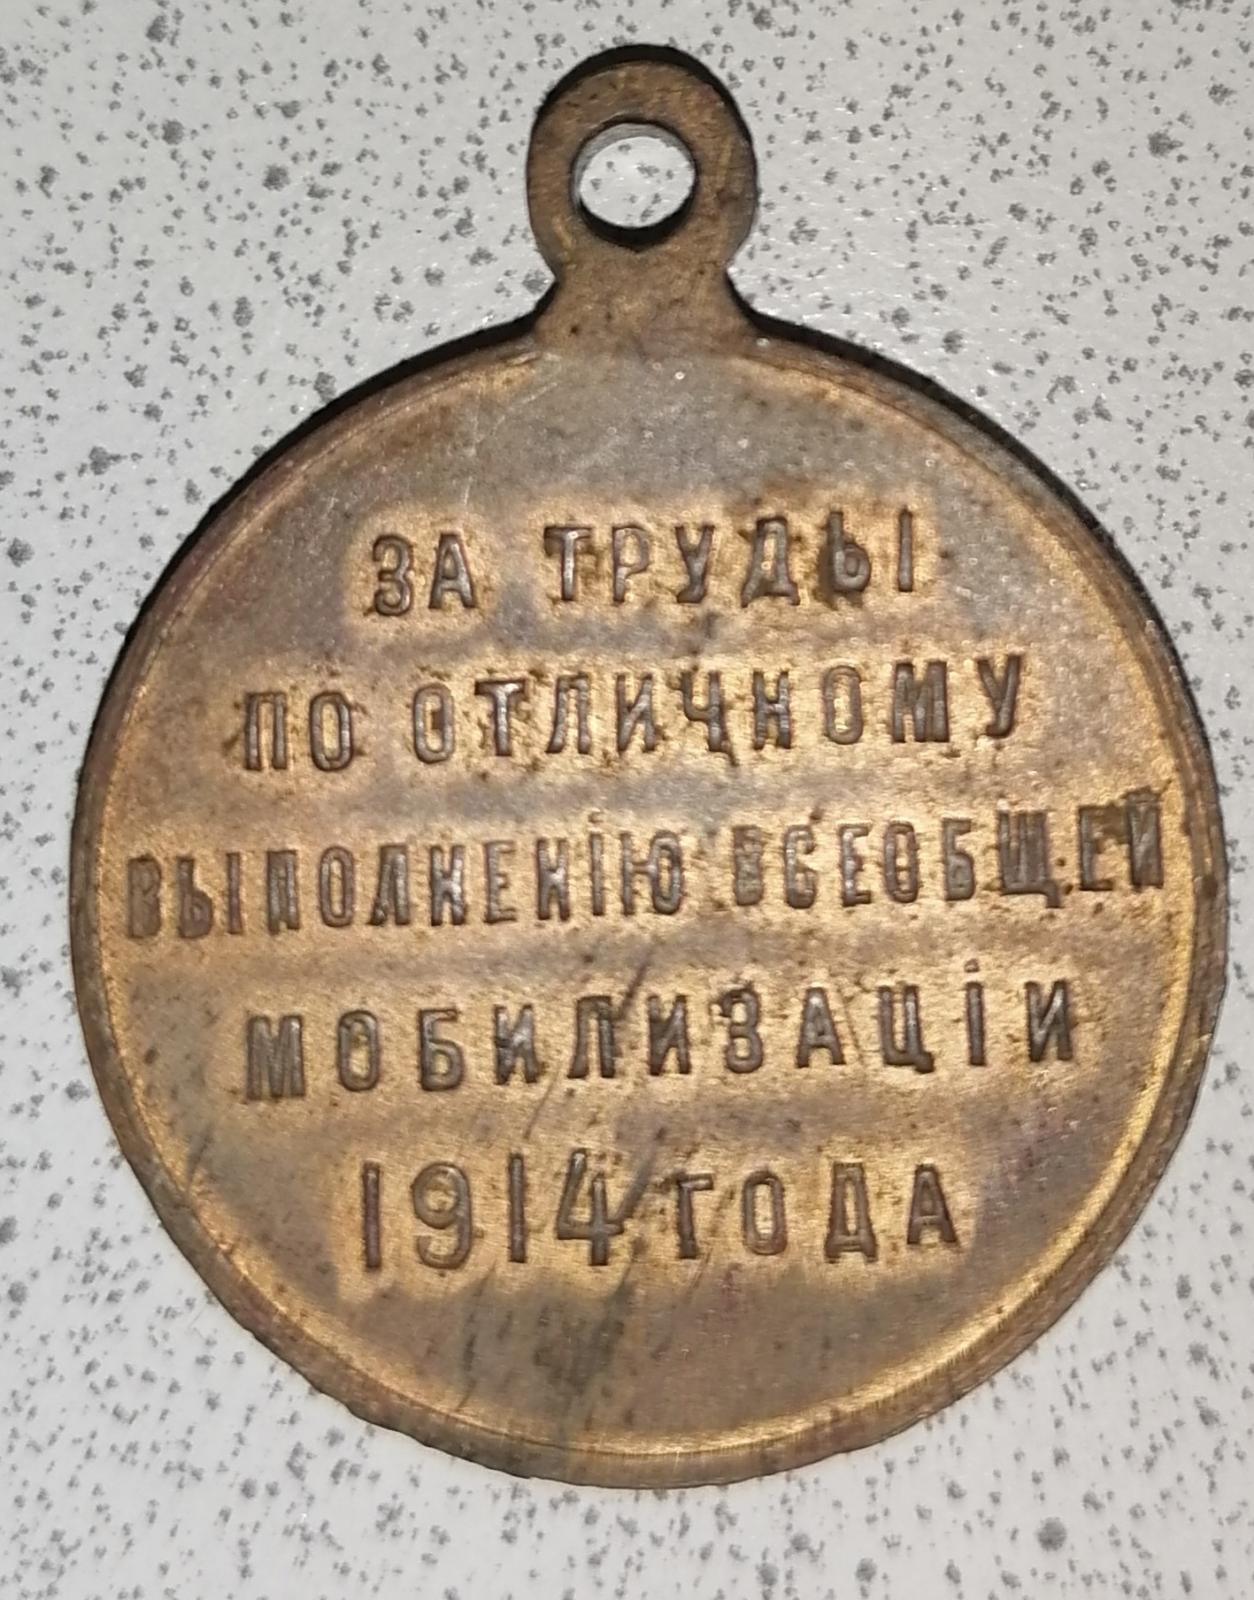 ЗА ТРУДЫ
ПО ОТЛИЧНОМУ
ВЫПОЛНЕНІЮ ВСЕОБЩЕЙ
МОБИЛИЗАЦІИ
1914 ГОДА